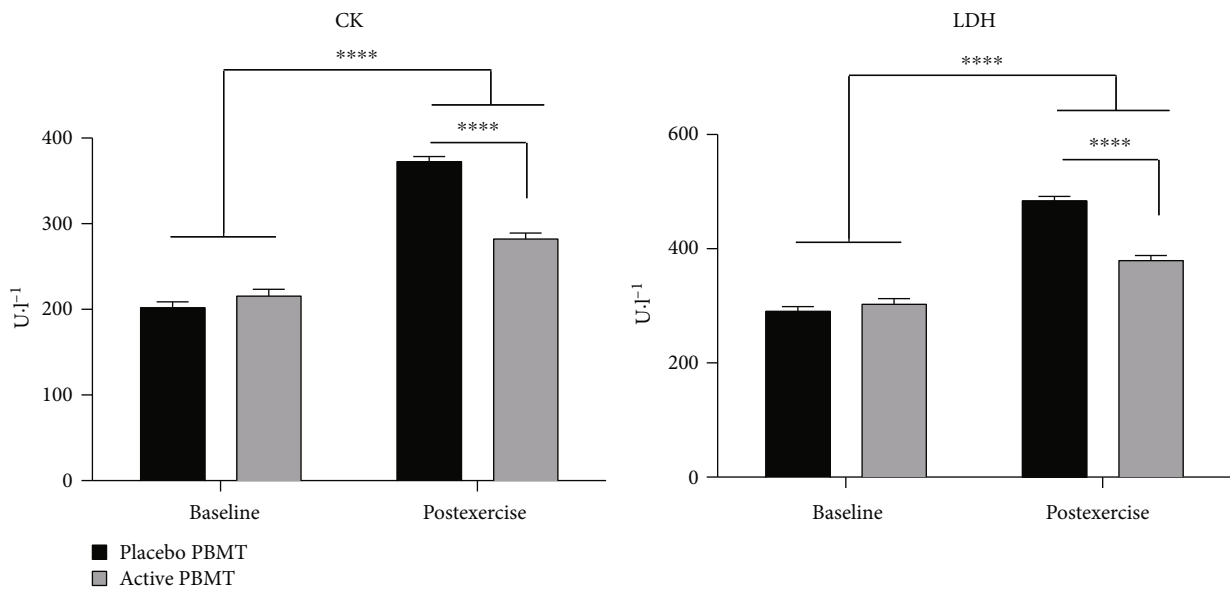 CK
****
****
400
300
200
100
0
U·l⁻¹
Baseline
Postexercise
Placebo PBMT
Active PBMT
LDH
****
****
600
400
200
0
U·l⁻¹
Baseline
Postexercise